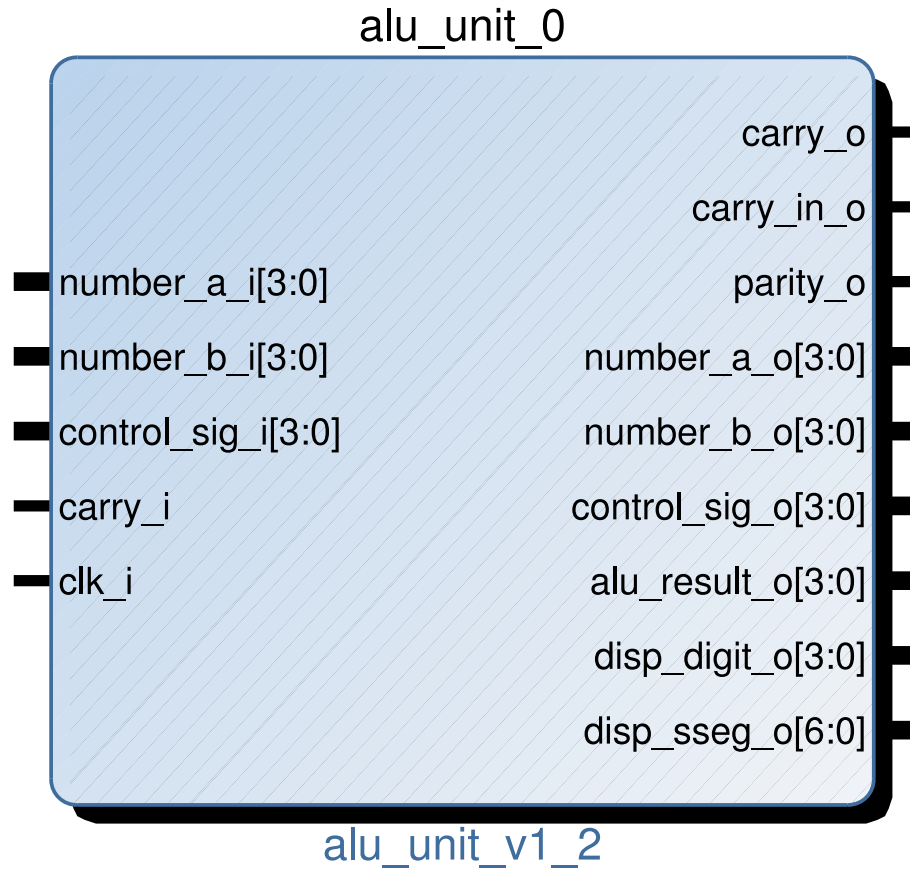 alu_unit_0
carry_o
carry_in_o
number_a_i[3:0]
parity_o
number_b_i[3:0]
number_a_o[3:0]
control_sig_i[3:0]
number_b_o[3:0]
carry_i
control_sig_o[3:0]
clk_i
alu_result_o[3:0]
disp_digit_o[3:0]
disp_sseg_o[6:0]
alu_unit_v1_2